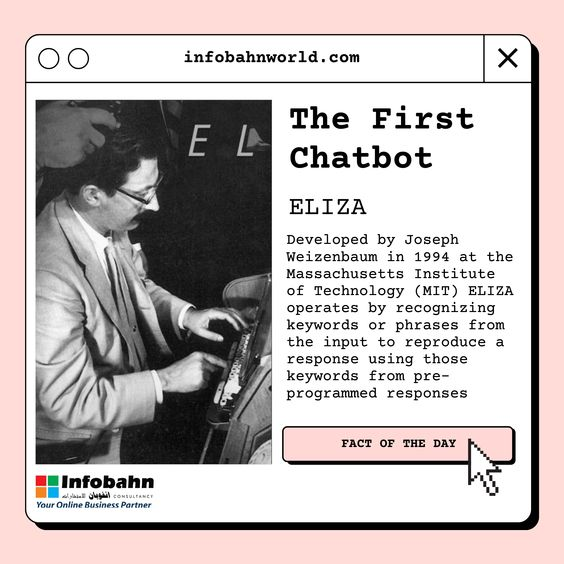 infobahnworld.com
E L
The First
Chatbot
ELIZA
Developed by Joseph
Weizenbaum in 1994 at the
Massachusetts Institute
of Technology (MIT) ELIZA
operates by recognizing
keywords or phrases from
the input to reproduce a
response using those
keywords from pre-
programmed responses
FACT OF THE DAY
Infobahn
انفوبان للاستشارات CONSULTANCY
Your Online Business Partner